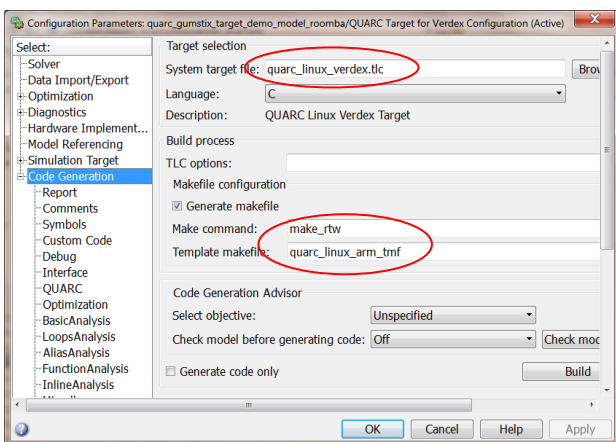 Configuration Parameters: quarc_gumstix_target_demo_model_roomba/QUARC Target for Verdex Configuration (Active)
Select:
Solver
Data Import/Export
Optimization
Diagnostics
Hardware Implement...
Model Referencing
Simulation Target
Code Generation
Report
Comments
Symbols
Custom Code
Debug
Interface
QUARC
Optimization
BasicAnalysis
LoopsAnalysis
AliasAnalysis
FunctionAnalysis
InlineAnalysis
Target selection
System target file: quarc_linux_verdex.tlc Brow
Language: C
Description: QUARC Linux Verdex Target
Build process
TLC options:
Makefile configuration
Generate makefile
Make command: make_rtw
Template makefile: quarc_linux_arm_tmf
Code Generation Advisor
Select objective: Unspecified
Check model before generating code: Off Check mod
Generate code only Build
OK Cancel Help Apply